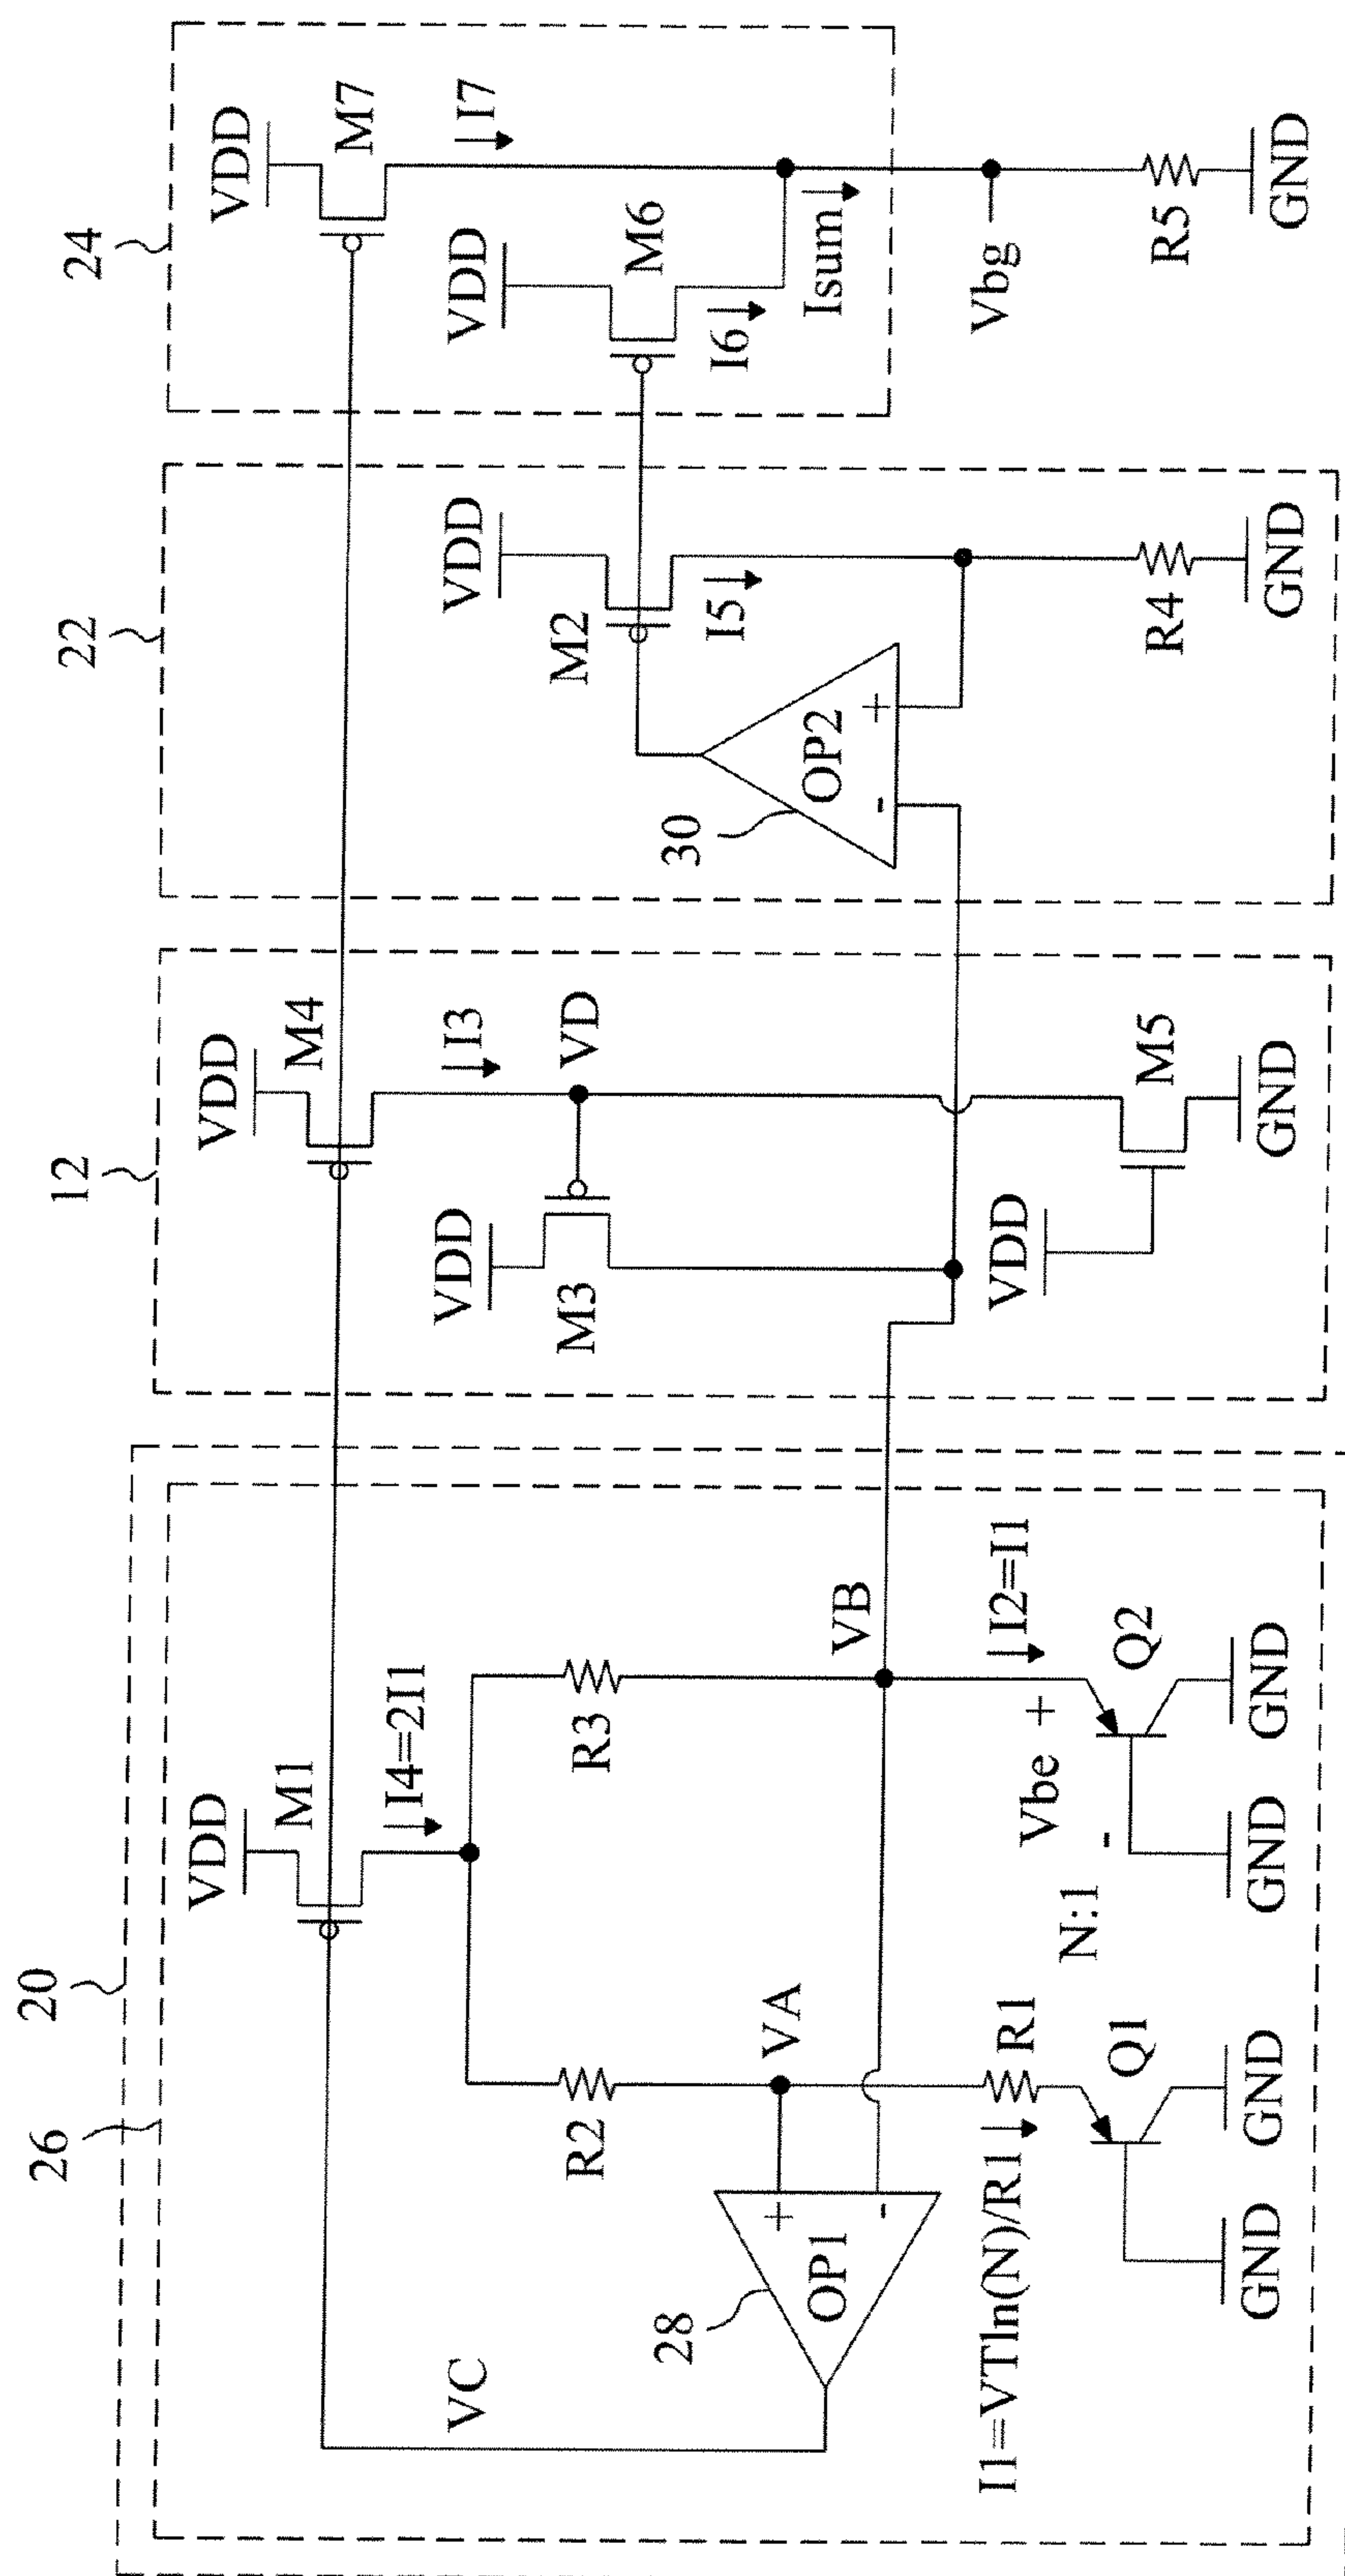 20
26
VDD
M1
I4=2I1
VC
R2
R3
VA
VB
28
OP1
+
-
I1=VTln(N)/R1
R1
Q1
GND
GND
N:1
Vbe
+
-
I2=I1
Q2
GND
GND
12
VDD
M4
I3
VD
VDD
M3
VDD
M5
GND
22
VDD
M2
I5
30
OP2
-
+
R4
GND
24
VDD
M7
I7
VDD
M6
I6
Isum
Vbg
R5
GND